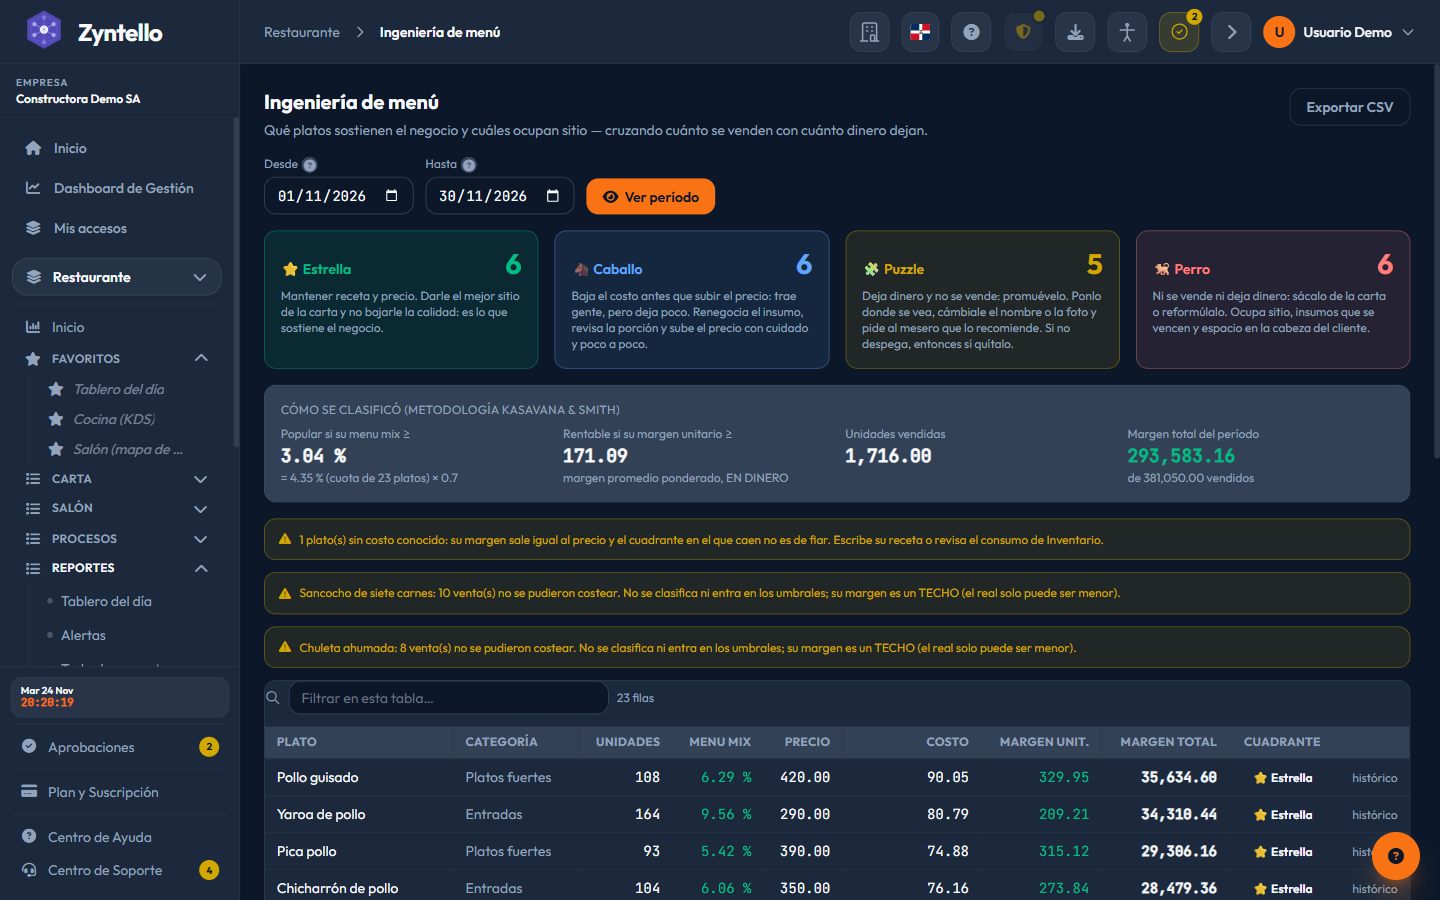 Zyntello
Restaurante > Ingeniería de menú
2
U Usuario Demo
EMPRESA
Constructora Demo SA
Inicio
Dashboard de Gestión
Mis accesos
Restaurante
Inicio
FAVORITOS
Tablero del día
Cocina (KDS)
Salón (mapa de ...
CARTA
SALÓN
PROCESOS
REPORTES
Tablero del día
Alertas
Mar 24 Nov
20:20:19
Aprobaciones 2
Plan y Suscripción
Centro de Ayuda
Centro de Soporte 4
Ingeniería de menú
Exportar CSV
Qué platos sostienen el negocio y cuáles ocupan sitio — cruzando cuánto se venden con cuánto dinero dejan.
Desde ? Hasta ?
01/11/2026 30/11/2026 Ver período
Estrella 6
Mantener receta y precio. Darle el mejor sitio
de la carta y no bajarle la calidad: es lo que
sostiene el negocio.
Caballo 6
Baja el costo antes que subir el precio: trae
gente, pero deja poco. Renegocia el insumo,
revisa la porción y sube el precio con cuidado
y poco a poco.
Puzzle 5
Deja dinero y no se vende: promuévelo. Ponlo
donde se vea, cámbiale el nombre o la foto y
pide al mesero que lo recomiende. Si no
despega, entonces sí quítalo.
Perro 6
Ni se vende ni deja dinero: sácalo de la carta
o reformúlalo. Ocupa sitio, insumos que se
vencen y espacio en la cabeza del cliente.
CÓMO SE CLASIFICÓ (METODOLOGÍA KASAVANA & SMITH)
Popular si su menu mix ≥
3.04 %
= 4.35 % (cuota de 23 platos) × 0.7
Rentable si su margen unitario ≥
171.09
margen promedio ponderado, EN DINERO
Unidades vendidas
1,716.00
Margen total del período
293,583.16
de 381,050.00 vendidos
1 plato(s) sin costo conocido: su margen sale igual al precio y el cuadrante en el que caen no es de fiar. Escribe su receta o revisa el consumo de Inventario.
Sancocho de siete carnes: 10 venta(s) no se pudieron costear. No se clasifica ni entra en los umbrales; su margen es un TECHO (el real solo puede ser menor).
Chuleta ahumada: 8 venta(s) no se pudieron costear. No se clasifica ni entra en los umbrales; su margen es un TECHO (el real solo puede ser menor).
Filtrar en esta tabla... 23 filas
PLATO CATEGORÍA UNIDADES MENU MIX PRECIO COSTO MARGEN UNIT. MARGEN TOTAL CUADRANTE
Pollo guisado Platos fuertes 108 6.29 % 420.00 90.05 329.95 35,634.60 Estrella histórico
Yaroa de pollo Entradas 164 9.56 % 290.00 80.79 209.21 34,310.44 Estrella histórico
Pica pollo Platos fuertes 93 5.42 % 390.00 74.88 315.12 29,306.16 Estrella
Chicharrón de pollo Entradas 104 6.06 % 350.00 76.16 273.84 28,479.36 Estrella histórico